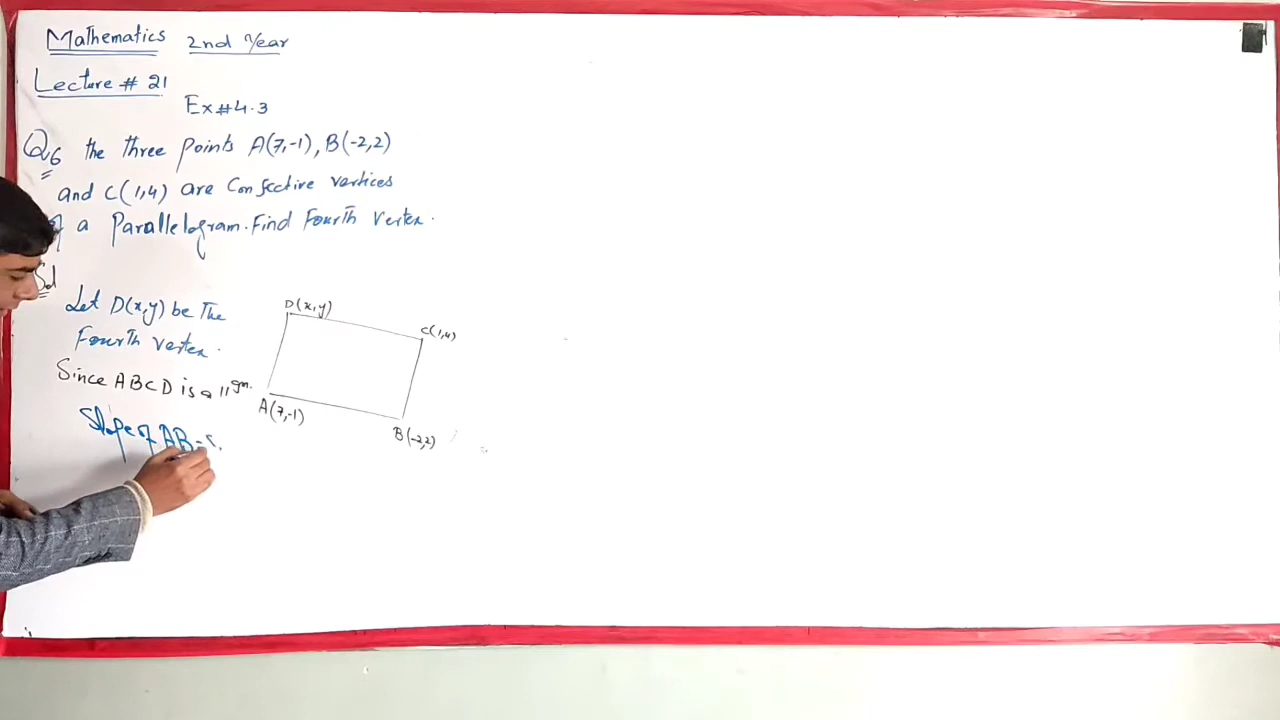 Mathematics 2nd Year
Lecture # 21
Ex#4.3
Q6 the three points A(7,-1), B(-2,2)
and C(1,4) are Consective vertices
of a Parallelogram. Find Fourth Vertex.
Sol
Let D(x,y) be The
Fourth Vertex.
Since ABCD is a 11gm.
Slope of AB =
D(x,y)
C(1,4)
A(7,-1)
B(-2,2)